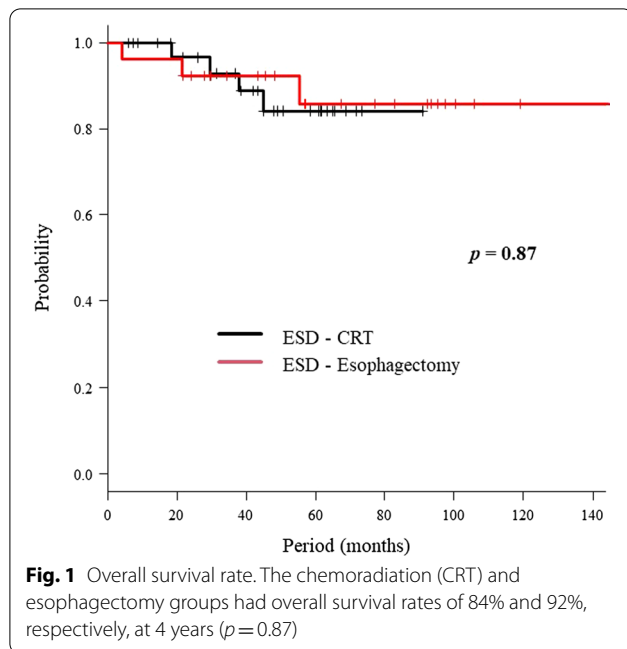 1.0
0.8
0.6
0.4
0.2
0.0
Probability
p = 0.87
ESD - CRT
ESD - Esophagectomy
0 20 40 60 80 100 120 140
Period (months)
Fig. 1 Overall survival rate. The chemoradiation (CRT) and
esophagectomy groups had overall survival rates of 84% and 92%,
respectively, at 4 years (p = 0.87)